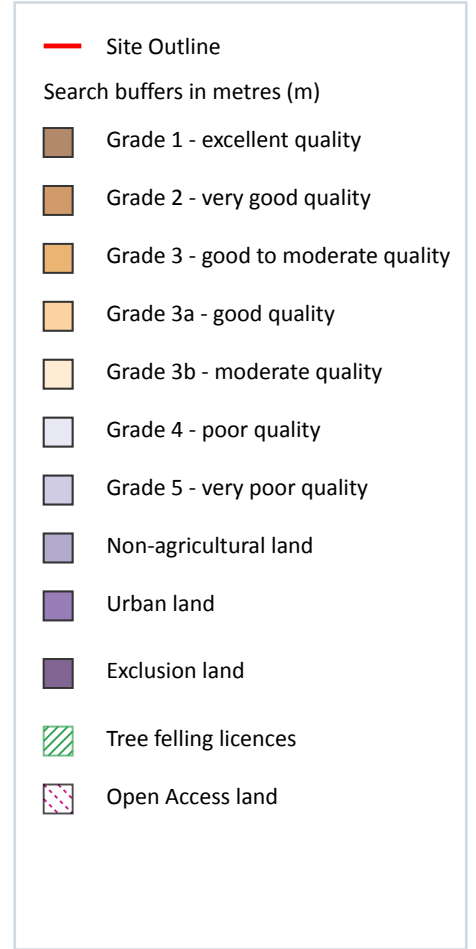 Site Outline
Search buffers in metres (m)
Grade 1 - excellent quality
Grade 2 - very good quality
Grade 3 - good to moderate quality
Grade 3a - good quality
Grade 3b - moderate quality
Grade 4 - poor quality
Grade 5 - very poor quality
Non-agricultural land
Urban land
Exclusion land
Tree felling licences
Open Access land